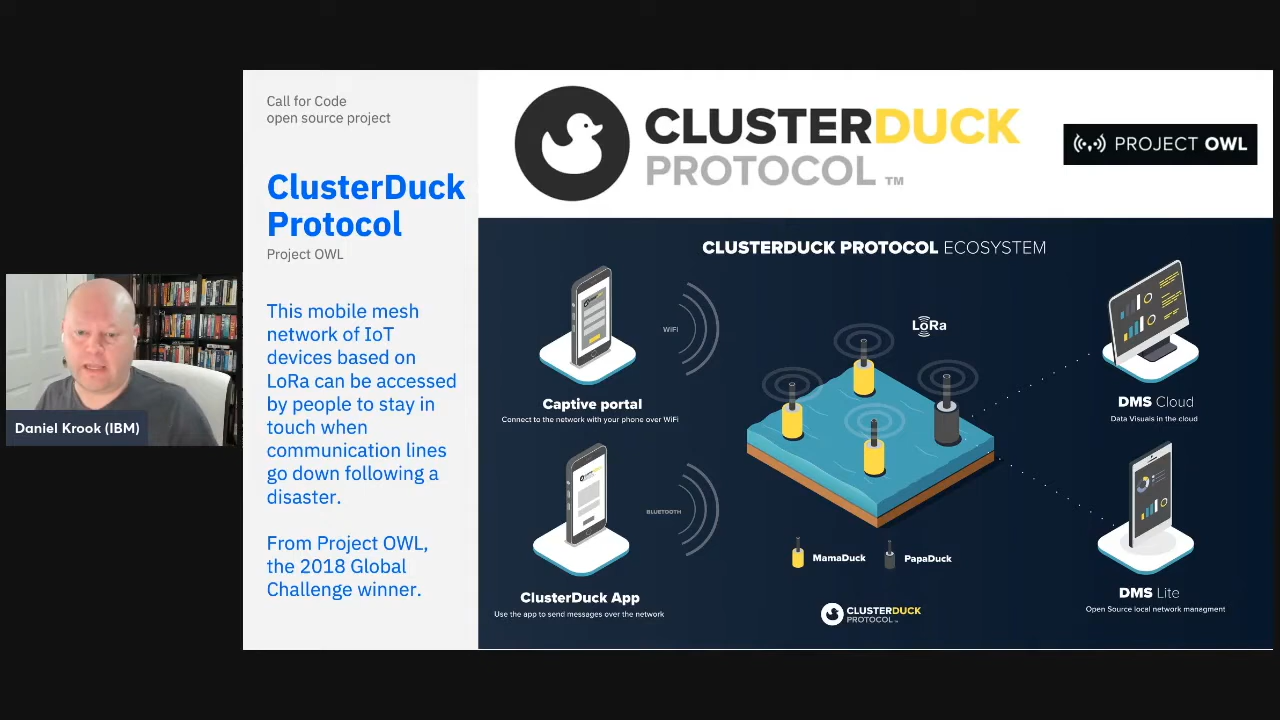 Call for Code
open source project
ClusterDuck
Protocol
Project OWL
This mobile mesh
network of IoT
devices based on
LoRa can be accessed
by people to stay in
touch when
communication lines
go down following a
disaster.
From Project OWL,
the 2018 Global
Challenge winner.
CLUSTERDUCK
PROTOCOL TM
PROJECT OWL
CLUSTERDUCK PROTOCOL ECOSYSTEM
WIFI
Captive portal
Connect to the network with your phone over WiFi
BLUETOOTH
ClusterDuck App
Use the app to send messages over the network
LoRa
MamaDuck
PapaDuck
CLUSTERDUCK
PROTOCOL
DMS Cloud
Data Visuals in the cloud
DMS Lite
Open Source local network managment
Daniel Krook (IBM)